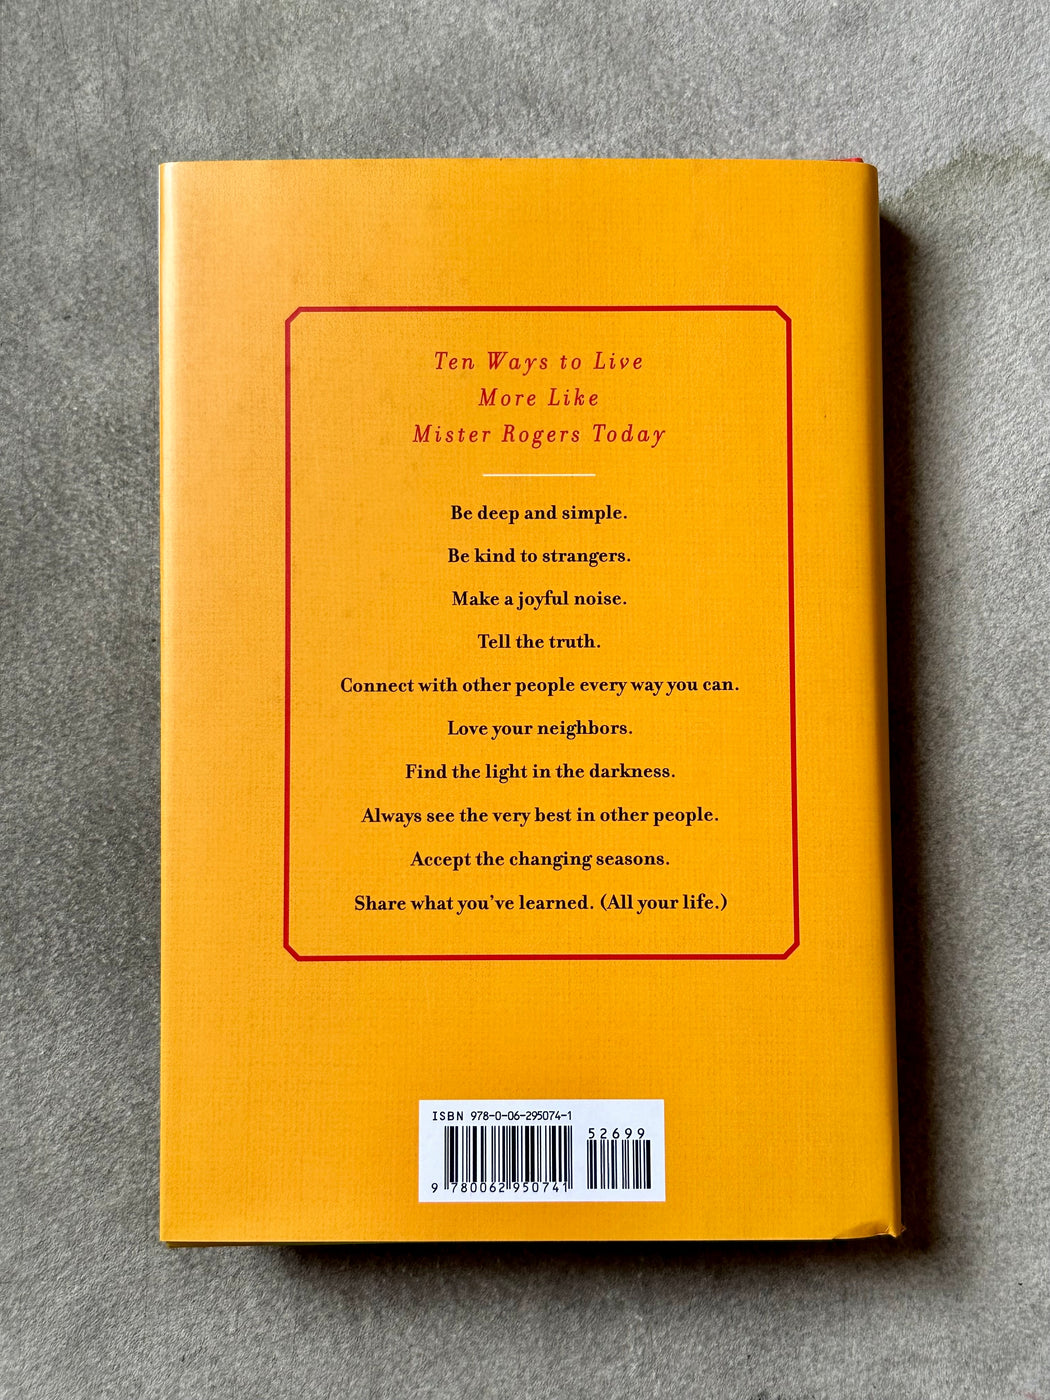 Ten Ways to Live
More Like
Mister Rogers Today
Be deep and simple.
Be kind to strangers.
Make a joyful noise.
Tell the truth.
Connect with other people every way you can.
Love your neighbors.
Find the light in the darkness.
Always see the very best in other people.
Accept the changing seasons.
Share what you’ve learned. (All your life.)
ISBN 978-0-06-295074-1
52699
9 780062 950741